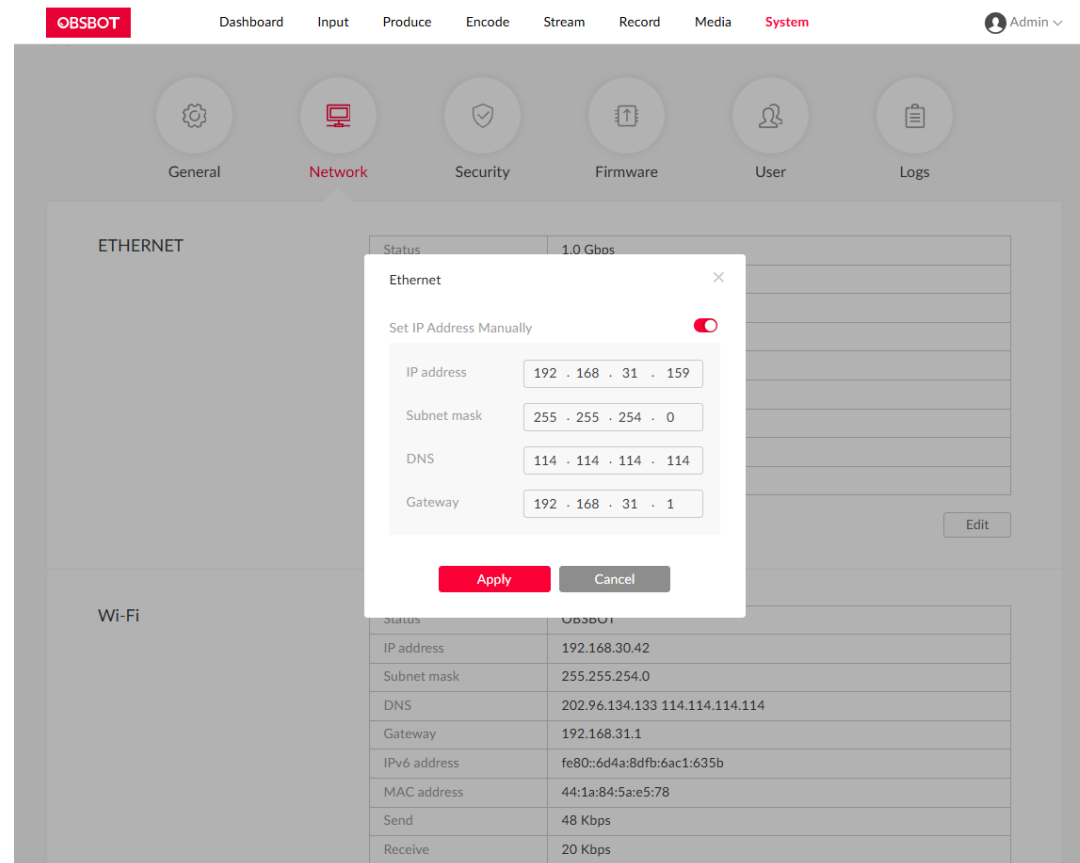 OBSBOT Dashboard Input Produce Encode Stream Record Media System Admin
General Network Security Firmware User Logs
ETHERNET
Status 1.0 Gbps
Ethernet
Set IP Address Manually
IP address 192 . 168 . 31 . 159
Subnet mask 255 . 255 . 254 . 0
DNS 114 . 114 . 114 . 114
Gateway 192 . 168 . 31 . 1
Edit
Apply Cancel
Wi-Fi
Status OBSBOT
IP address 192.168.30.42
Subnet mask 255.255.254.0
DNS 202.96.134.133 114.114.114.114
Gateway 192.168.31.1
IPv6 address fe80::6d4a:8dfb:6ac1:635b
MAC address 44:1a:84:5a:e5:78
Send 48 Kbps
Receive 20 Kbps